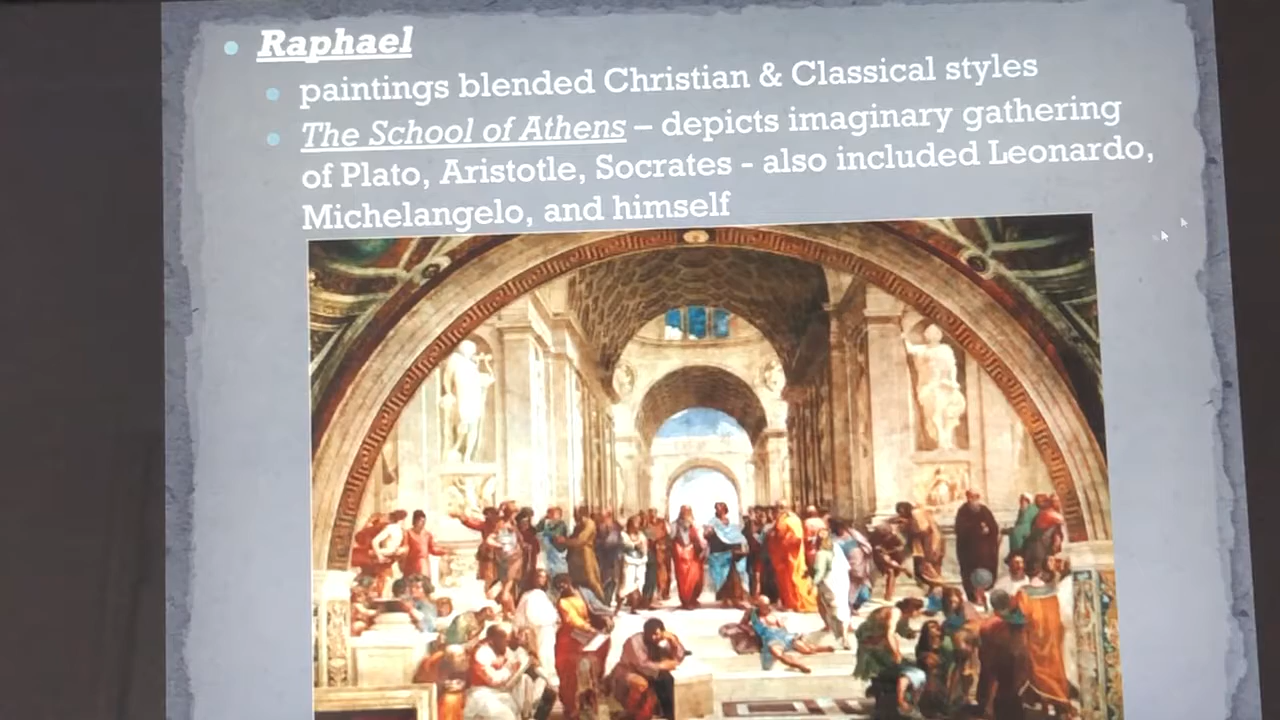 Raphael
paintings blended Christian & Classical styles
The School of Athens – depicts imaginary gathering
of Plato, Aristotle, Socrates - also included Leonardo,
Michelangelo, and himself